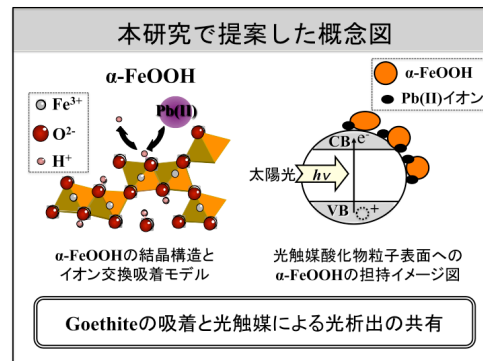 本研究で提案した概念図
α-FeOOH
Fe³⁺
O²⁻
H⁺
Pb(II)
α-FeOOH
Pb(II)イオン
CB
e⁻
太陽光
hν
VB
+
α-FeOOHの結晶構造と
イオン交換吸着モデル
光触媒酸化物粒子表面への
α-FeOOHの担持イメージ図
Goethiteの吸着と光触媒による光析出の共有